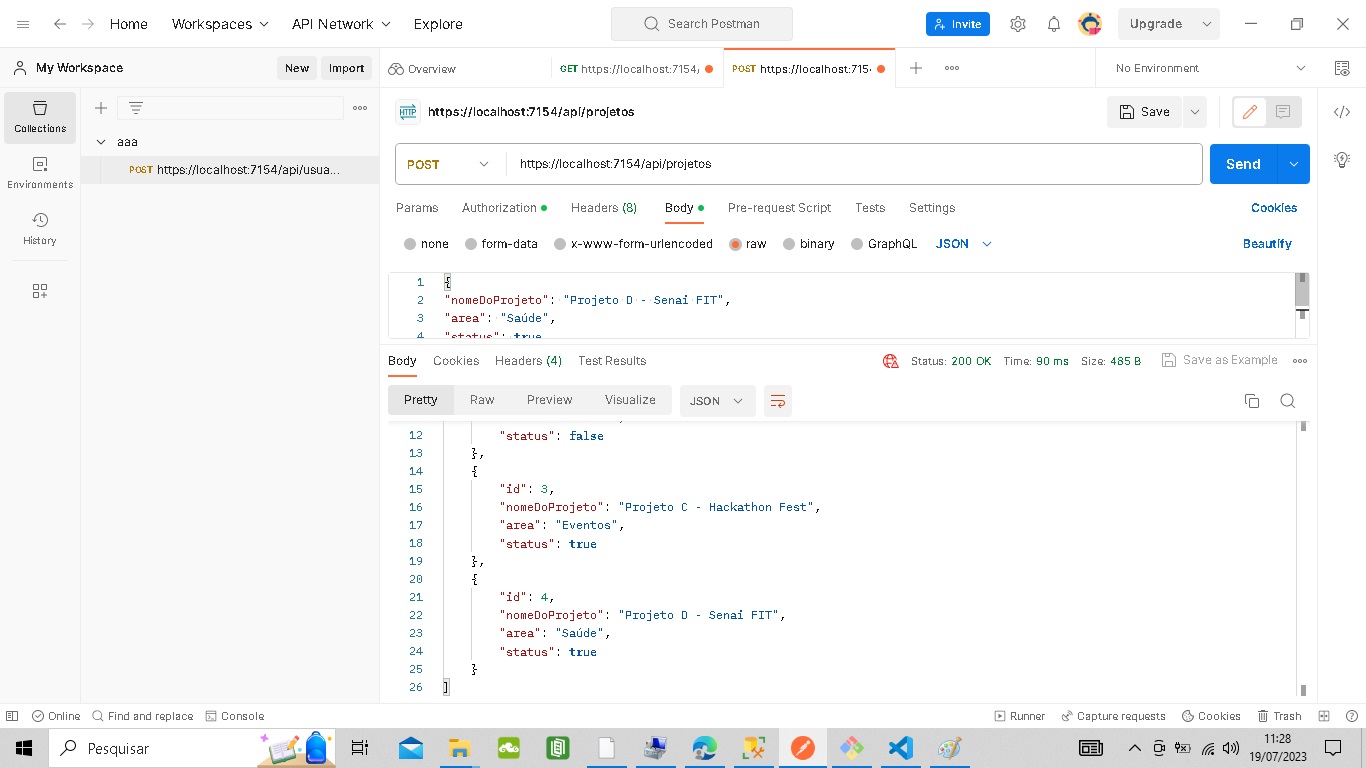 Home
Workspaces
API Network
Explore
Search Postman
Invite
Upgrade
My Workspace
New
Import
Overview
GET https://localhost:7154/
POST https://localhost:715
No Environment
Collections
Environments
History
aaa
POST https://localhost:7154/api/usua...
HTTP
https://localhost:7154/api/projetos
Save
POST
https://localhost:7154/api/projetos
Send
Params
Authorization
Headers (8)
Body
Pre-request Script
Tests
Settings
Cookies
none
form-data
x-www-form-urlencoded
raw
binary
GraphQL
JSON
Beautify
1 {
2 "nomeDoProjeto": "Projeto D - Senai FIT",
3 "area": "Saúde",
4 "status": true
Body
Cookies
Headers (4)
Test Results
Status: 200 OK
Time: 90 ms
Size: 485 B
Save as Example
Pretty
Raw
Preview
Visualize
JSON
12 "status": false
13 },
14 {
15 "id": 3,
16 "nomeDoProjeto": "Projeto C - Hackathon Fest",
17 "area": "Eventos",
18 "status": true
19 },
20 {
21 "id": 4,
22 "nomeDoProjeto": "Projeto D - Senai FIT",
23 "area": "Saúde",
24 "status": true
25 }
26 ]
Online
Find and replace
Console
Runner
Capture requests
Cookies
Trash
Pesquisar
11:28
19/07/2023